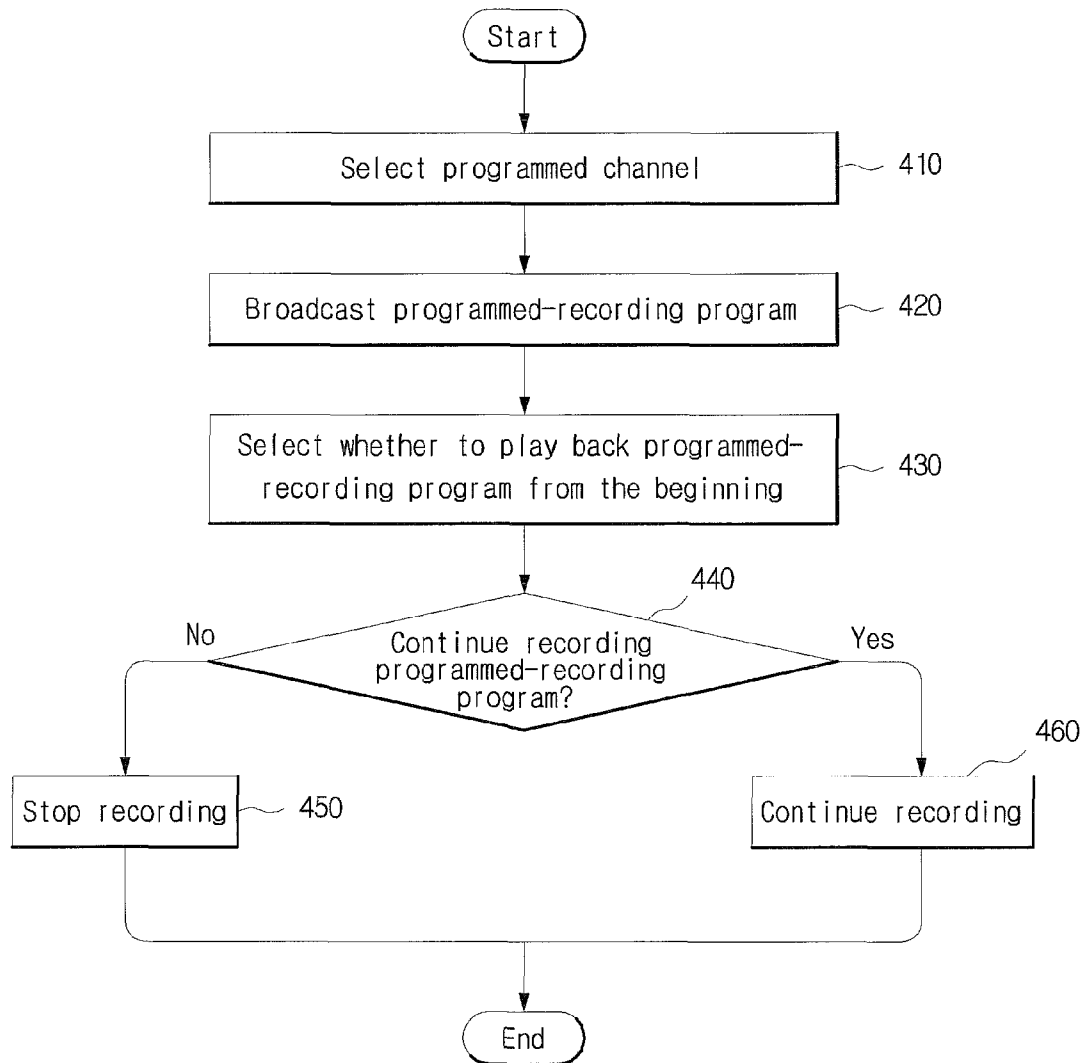 Start
Select programmed channel
410
Broadcast programmed-recording program
420
Select whether to play back programmed-
recording program from the beginning
430
440
No
Continue recording
programmed-recording
program?
Yes
Stop recording
450
460
Continue recording
End